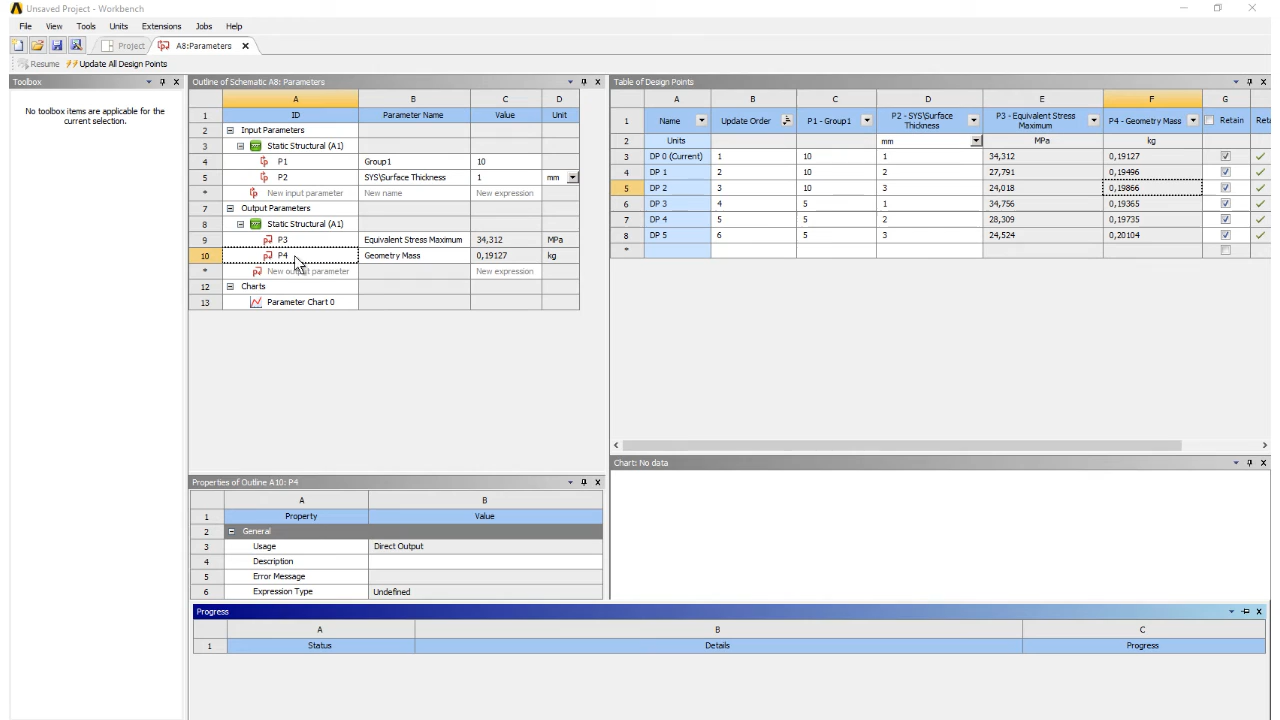 Unsaved Project - Workbench
File View Tools Units Extensions Jobs Help
Project A8:Parameters
Resume Update All Design Points
Toolbox
No toolbox items are applicable for the
current selection.
Outline of Schematic A8: Parameters
A B C D
1 ID Parameter Name Value Unit
2 Input Parameters
3 Static Structural (A1)
4 P1 Group1 10
5 P2 SYS\Surface Thickness 1 mm
* New input parameter New name New expression
7 Output Parameters
8 Static Structural (A1)
9 P3 Equivalent Stress Maximum 34,312 MPa
10 P4 Geometry Mass 0,19127 kg
* New output parameter New expression
12 Charts
13 Parameter Chart 0
Table of Design Points
A B C D E F G
1 Name Update Order P1 - Group1 P2 - SYS\Surface Thickness P3 - Equivalent Stress Maximum P4 - Geometry Mass Retain Reta
2 Units mm MPa kg
3 DP 0 (Current) 1 10 1 34,312 0,19127
4 DP 1 2 10 2 27,791 0,19496
5 DP 2 3 10 3 24,018 0,19866
6 DP 3 4 5 1 34,756 0,19365
7 DP 4 5 5 2 28,309 0,19735
8 DP 5 6 5 3 24,524 0,20104
*
Chart: No data
Properties of Outline A10: P4
A B
1 Property Value
2 General
3 Usage Direct Output
4 Description
5 Error Message
6 Expression Type Undefined
Progress
A B C
1 Status Details Progress